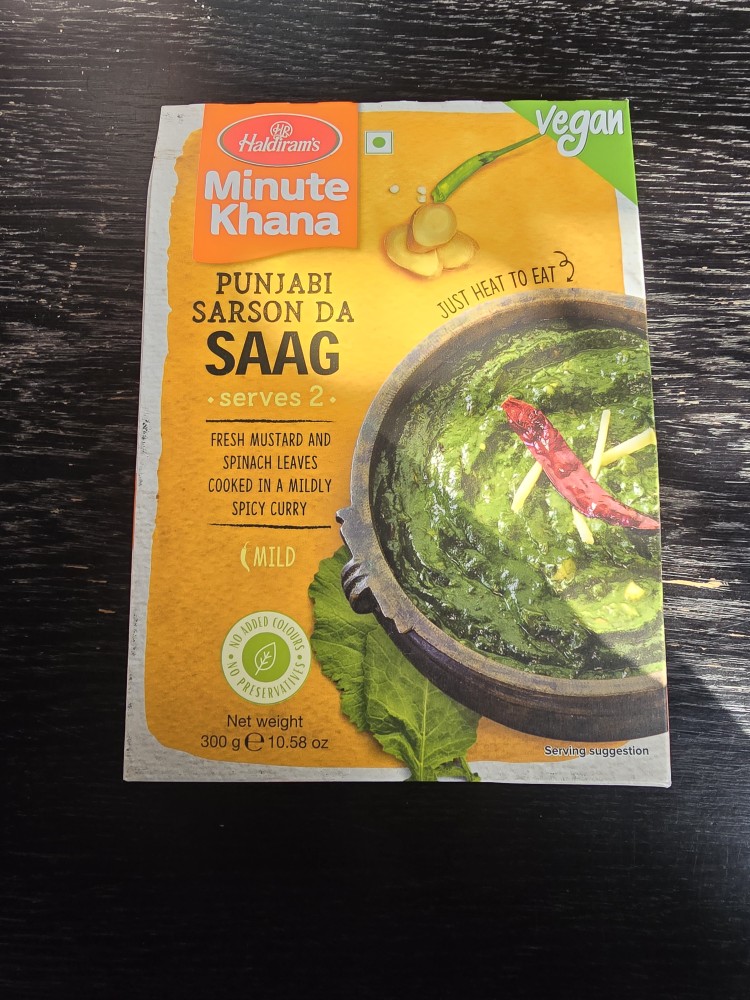 HR
Haldiram's
Minute
Khana
vegan
PUNJABI
SARSON DA
SAAG
• serves 2 •
JUST HEAT TO EAT
FRESH MUSTARD AND
SPINACH LEAVES
COOKED IN A MILDLY
SPICY CURRY
MILD
• NO ADDED COLOURS •
NO PRESERVATIVES
Net weight
300 g ℮ 10.58 oz
Serving suggestion